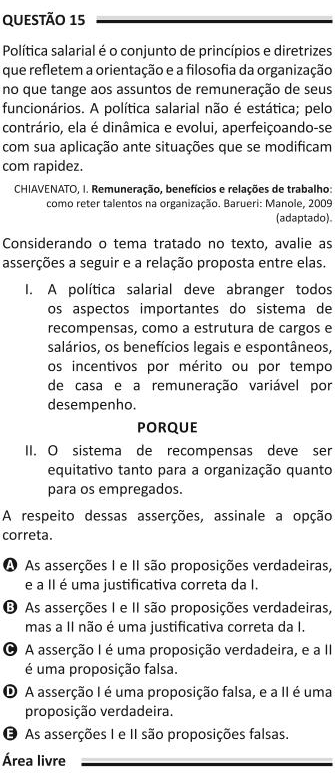 QUESTÃO 15
Política salarial é o conjunto de princípios e diretrizes
que refletem a orientação e a filosofia da organização
no que tange aos assuntos de remuneração de seus
funcionários. A política salarial não é estática; pelo
contrário, ela é dinâmica e evolui, aperfeiçoando-se
com sua aplicação ante situações que se modificam
com rapidez.
CHIAVENATO, I. Remuneração, benefícios e relações de trabalho:
como reter talentos na organização. Barueri: Manole, 2009
(adaptado).
Considerando o tema tratado no texto, avalie as
asserções a seguir e a relação proposta entre elas.
I. A política salarial deve abranger todos
os aspectos importantes do sistema de
recompensas, como a estrutura de cargos e
salários, os benefícios legais e espontâneos,
os incentivos por mérito ou por tempo
de casa e a remuneração variável por
desempenho.
PORQUE
II. O sistema de recompensas deve ser
equitativo tanto para a organização quanto
para os empregados.
A respeito dessas asserções, assinale a opção
correta.
A As asserções I e II são proposições verdadeiras,
e a II é uma justificativa correta da I.
B As asserções I e II são proposições verdadeiras,
mas a II não é uma justificativa correta da I.
C A asserção I é uma proposição verdadeira, e a II
é uma proposição falsa.
D A asserção I é uma proposição falsa, e a II é uma
proposição verdadeira.
E As asserções I e II são proposições falsas.
Área livre